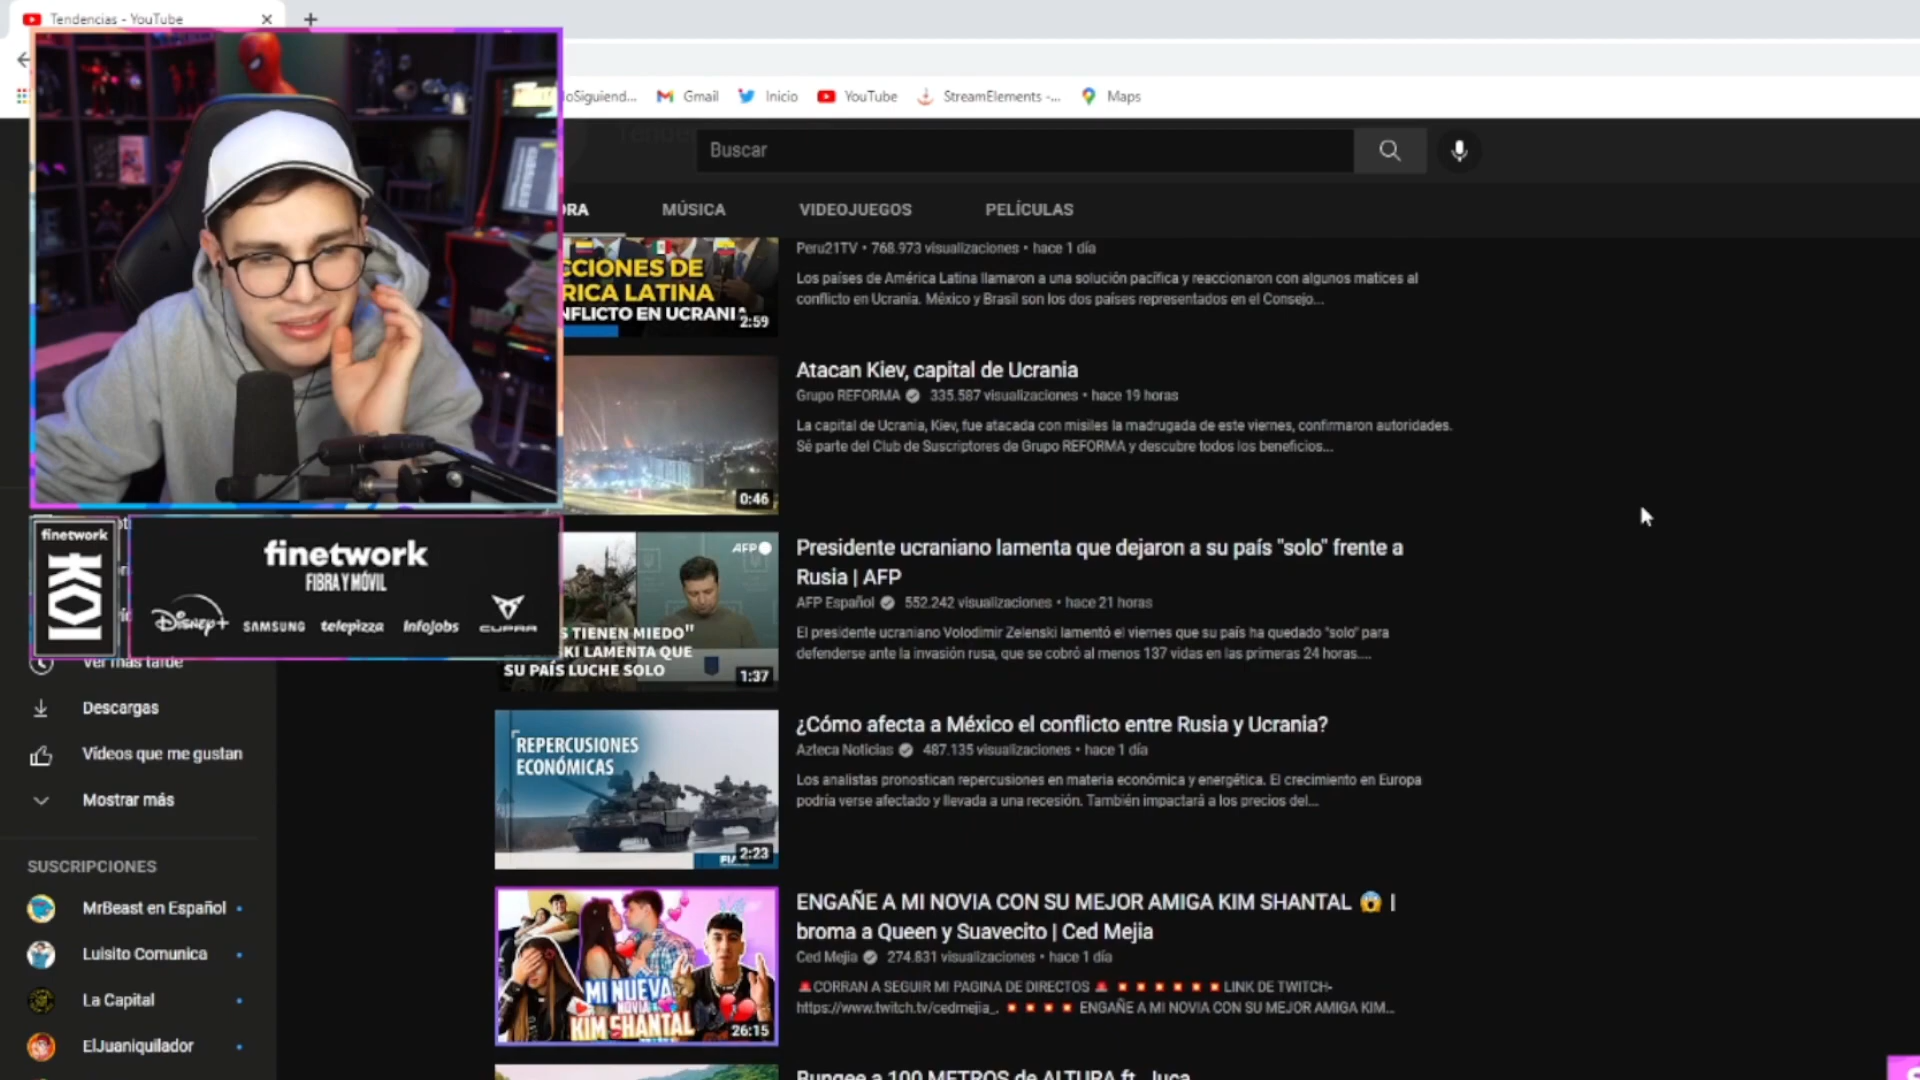 Tendencias - YouTube
Gmail
Inicio
YouTube
StreamElements -...
Maps
Buscar
MÚSICA
VIDEOJUEGOS
PELÍCULAS
CCIONES DE
RICA LATINA
NFLICTO EN UCRANI
2:59
Peru21TV • 768.973 visualizaciones • hace 1 día
Los países de América Latina llamaron a una solución pacífica y reaccionaron con algunos matices al
conflicto en Ucrania. México y Brasil son los dos países representados en el Consejo...
0:46
Atacan Kiev, capital de Ucrania
Grupo REFORMA 335.587 visualizaciones • hace 19 horas
La capital de Ucrania, Kiev, fue atacada con misiles la madrugada de este viernes, confirmaron autoridades.
Sé parte del Club de Suscriptores de Grupo REFORMA y descubre todos los beneficios...
finetwork
KOI
finetwork
FIBRA Y MÓVIL
Disney+
SAMSUNG
telepizza
InfoJobs
CUPRA
AFP
S TIENEN MIEDO"
KI LAMENTA QUE
SU PAÍS LUCHE SOLO
1:37
Presidente ucraniano lamenta que dejaron a su país "solo" frente a
Rusia | AFP
AFP Español 552.242 visualizaciones • hace 21 horas
El presidente ucraniano Volodimir Zelenski lamentó el viernes que su país ha quedado "solo" para
defenderse ante la invasión rusa, que se cobró al menos 137 vidas en las primeras 24 horas....
Ver más tarde
Descargas
Vídeos que me gustan
Mostrar más
REPERCUSIONES
ECONÓMICAS
2:23
¿Cómo afecta a México el conflicto entre Rusia y Ucrania?
Azteca Noticias 487.135 visualizaciones • hace 1 día
Los analistas pronostican repercusiones en materia económica y energética. El crecimiento en Europa
podría verse afectado y llevada a una recesión. También impactará a los precios del...
SUSCRIPCIONES
MrBeast en Español
Luisito Comunica
La Capital
ElJuaniquilador
MI NUEVA
NOVIA
KIM SHANTAL
26:15
ENGAÑE A MI NOVIA CON SU MEJOR AMIGA KIM SHANTAL 😱 |
broma a Queen y Suavecito | Ced Mejia
Ced Mejia 274.831 visualizaciones • hace 1 día
🚨CORRAN A SEGUIR MI PAGINA DE DIRECTOS 🚨 LINK DE TWITCH-
https://www.twitch.tv/cedmejia_. ENGAÑE A MI NOVIA CON SU MEJOR AMIGA KIM...
Bungee a 100 METROS de ALTURA ft. Juca